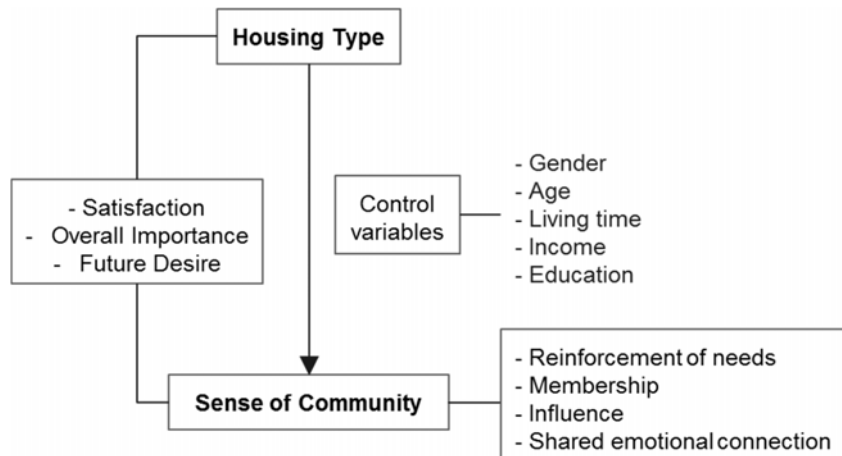 Housing Type
- Satisfaction
- Overall Importance
- Future Desire
Control
variables
- Gender
- Age
- Living time
- Income
- Education
Sense of Community
- Reinforcement of needs
- Membership
- Influence
- Shared emotional connection